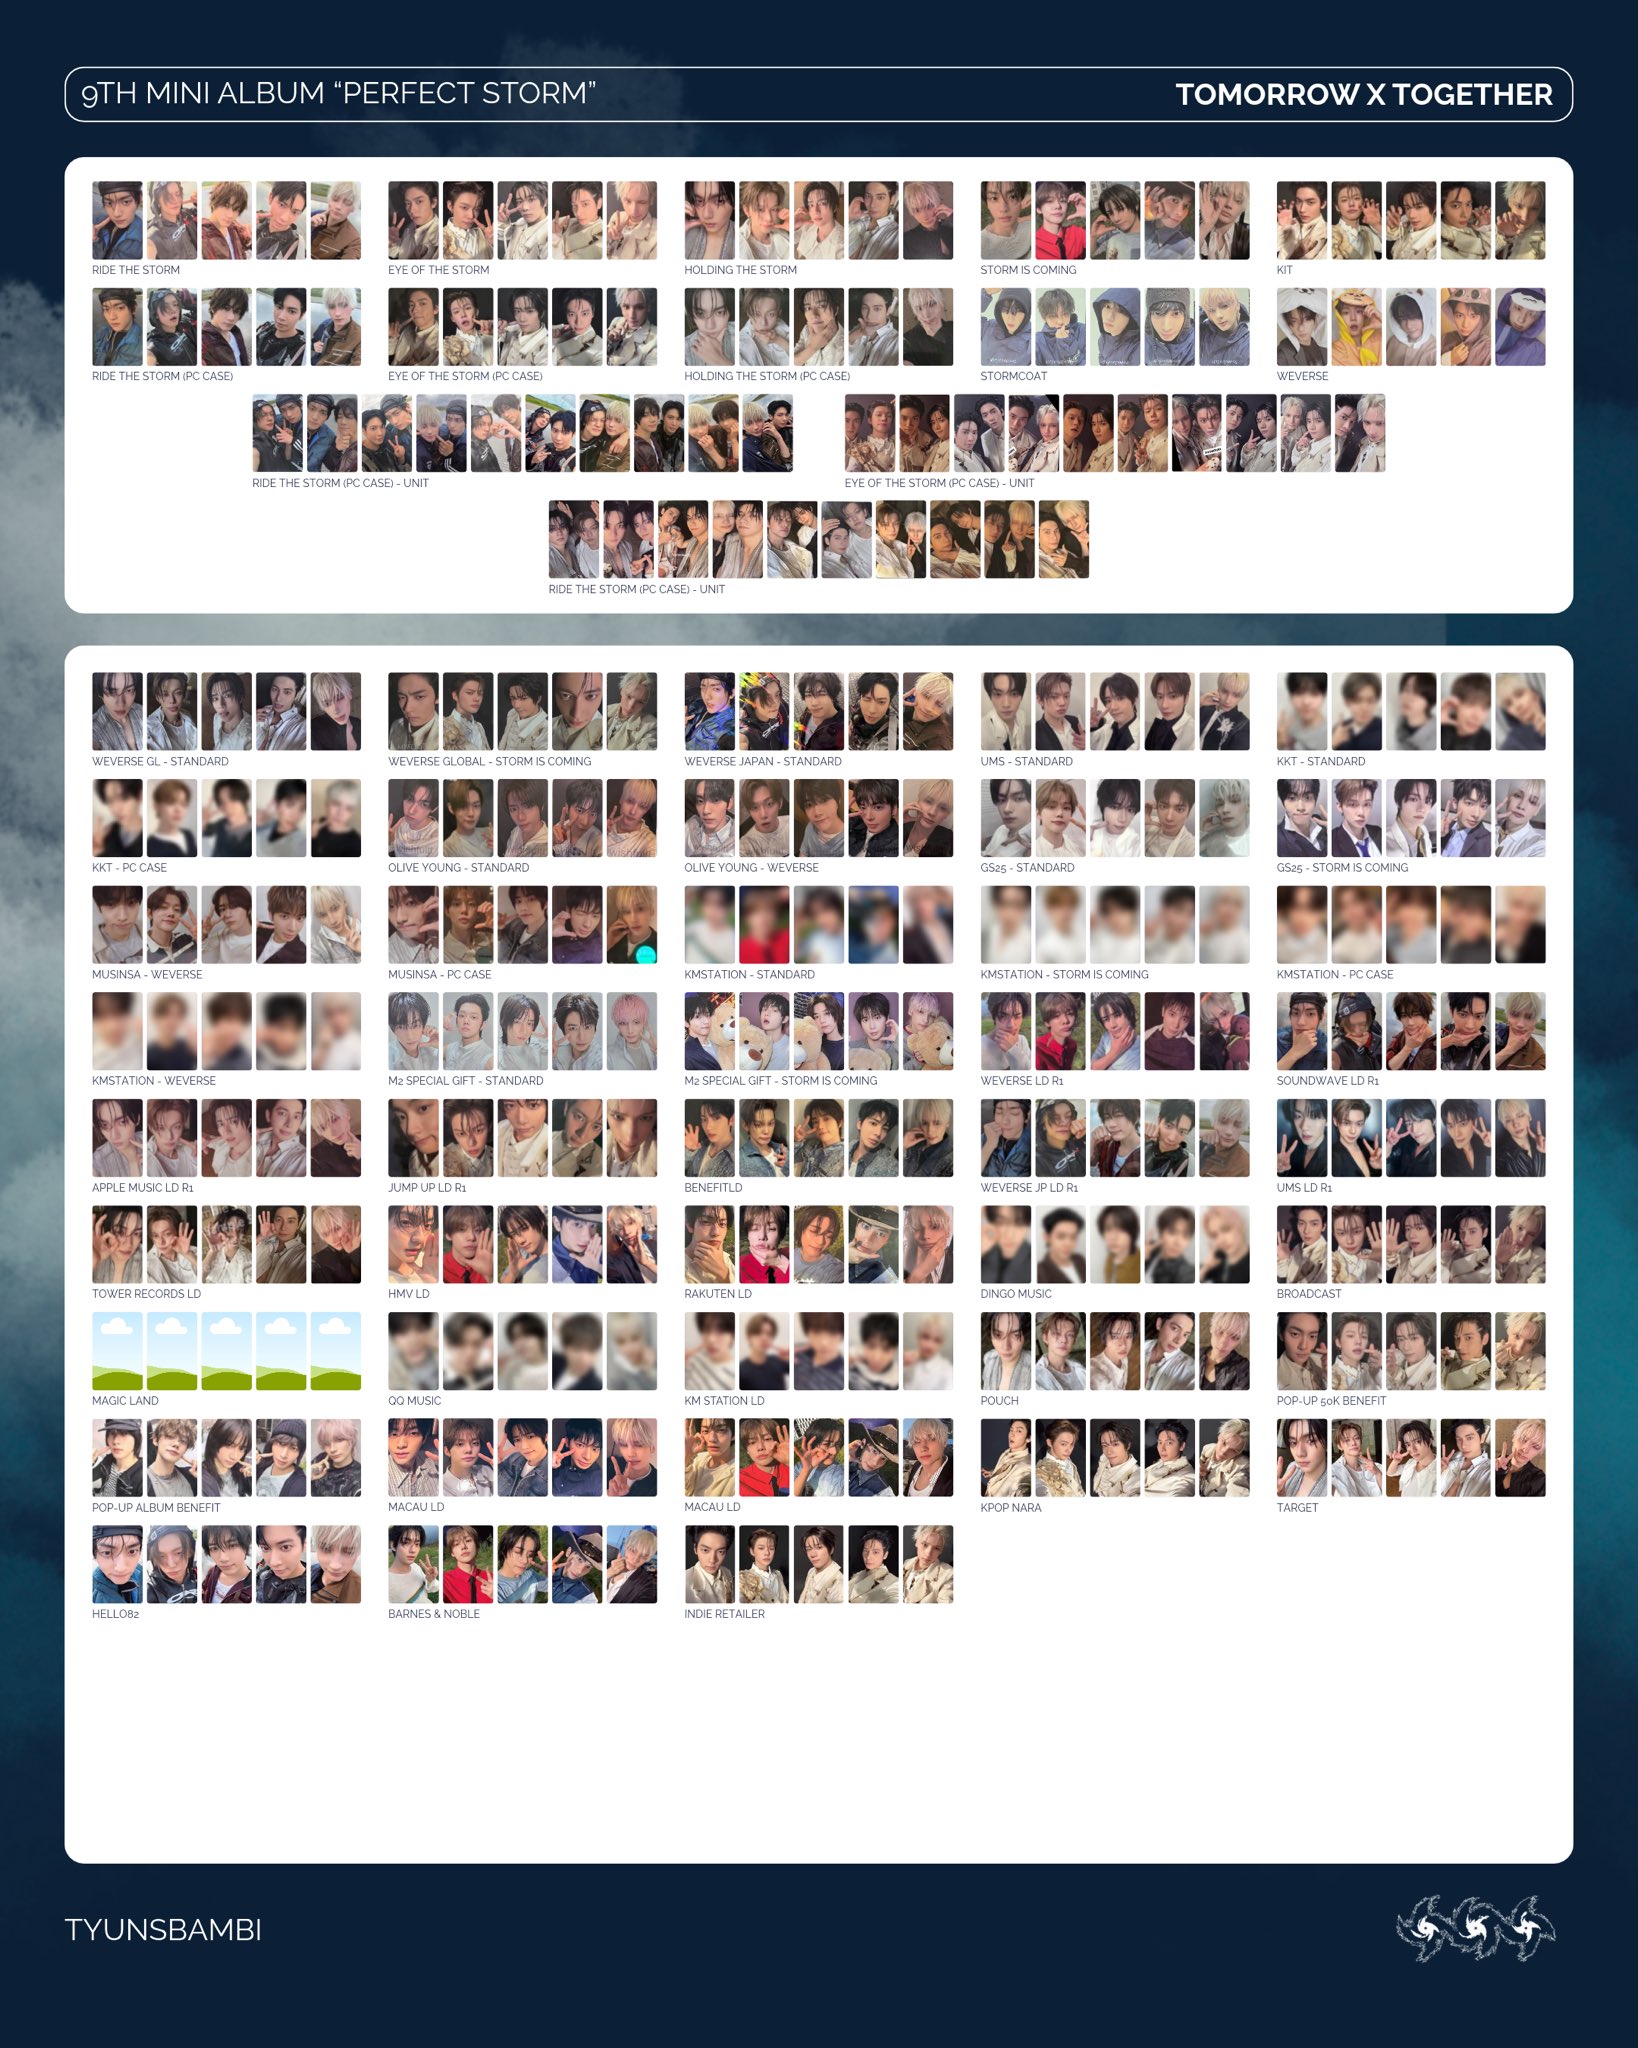 9TH MINI ALBUM “PERFECT STORM”
TOMORROW X TOGETHER
RIDE THE STORM
EYE OF THE STORM
HOLDING THE STORM
STORM IS COMING
KIT
RIDE THE STORM (PC CASE)
EYE OF THE STORM (PC CASE)
HOLDING THE STORM (PC CASE)
STORMCOAT
WEVERSE
RIDE THE STORM (PC CASE) - UNIT
EYE OF THE STORM (PC CASE) - UNIT
RIDE THE STORM (PC CASE) - UNIT
WEVERSE GL - STANDARD
WEVERSE GLOBAL - STORM IS COMING
WEVERSE JAPAN - STANDARD
UMS - STANDARD
KKT - STANDARD
KKT - PC CASE
OLIVE YOUNG - STANDARD
OLIVE YOUNG - WEVERSE
GS25 - STANDARD
GS25 - STORM IS COMING
MUSINSA - WEVERSE
MUSINSA - PC CASE
KMSTATION - STANDARD
KMSTATION - STORM IS COMING
KMSTATION - PC CASE
KMSTATION - WEVERSE
M2 SPECIAL GIFT - STANDARD
M2 SPECIAL GIFT - STORM IS COMING
WEVERSE LD R1
SOUNDWAVE LD R1
APPLE MUSIC LD R1
JUMP UP LD R1
BENEFITLD
WEVERSE JP LD R1
UMS LD R1
TOWER RECORDS LD
HMV LD
RAKUTEN LD
DINGO MUSIC
BROADCAST
MAGIC LAND
QQ MUSIC
KM STATION LD
POUCH
POP-UP 50K BENEFIT
POP-UP ALBUM BENEFIT
MACAU LD
MACAU LD
KPOP NARA
TARGET
HELLO82
BARNES & NOBLE
INDIE RETAILER
TYUNSBAMBI